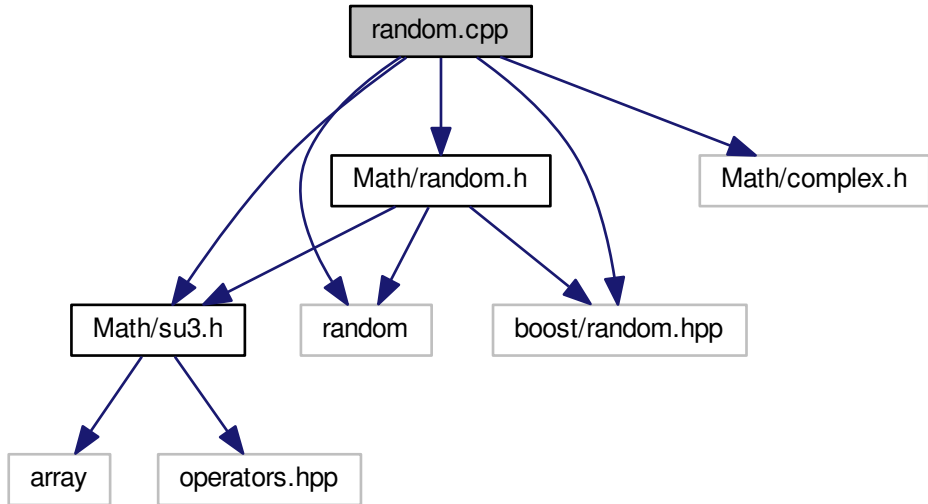 random.cpp
Math/random.h
Math/complex.h
Math/su3.h
random
boost/random.hpp
array
operators.hpp